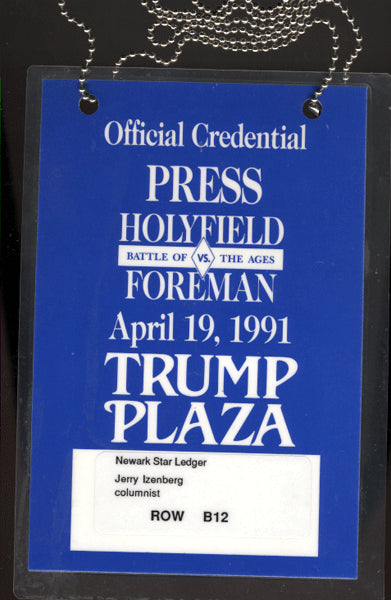 Official Credential
PRESS
HOLYFIELD
BATTLE OF VS. THE AGES
FOREMAN
April 19, 1991
TRUMP
PLAZA
Newark Star Ledger
Jerry Izenberg
columnist
ROW B12